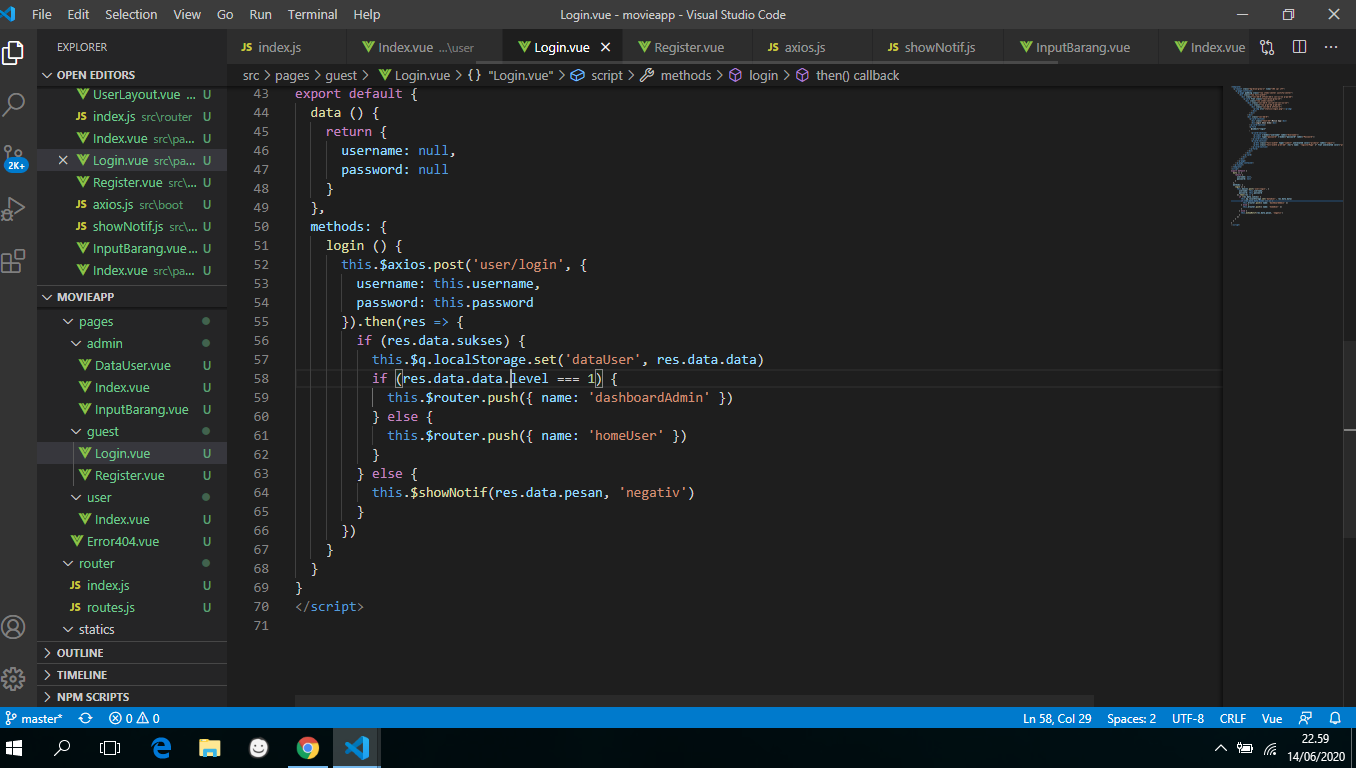 File Edit Selection View Go Run Terminal Help Login.vue - movieapp - Visual Studio Code
EXPLORER
JS index.js Index.vue ...\user Login.vue Register.vue JS axios.js JS showNotif.js InputBarang.vue Index.vue
OPEN EDITORS
src > pages > guest > Login.vue > {} "Login.vue" > script > methods > login > then() callback
UserLayout.vue ... U
JS index.js src\router U
Index.vue src\pa... U
Login.vue src\pa... U
Register.vue src\... U
JS axios.js src\boot U
JS showNotif.js src\... U
InputBarang.vue... U
Index.vue src\pa... U
2K+
MOVIEAPP
pages
admin
DataUser.vue U
Index.vue U
InputBarang.vue U
guest
Login.vue U
Register.vue U
user
Index.vue U
Error404.vue U
router
JS index.js U
JS routes.js U
statics
OUTLINE
TIMELINE
NPM SCRIPTS
43 export default {
44 data () {
45 return {
46 username: null,
47 password: null
48 }
49 },
50 methods: {
51 login () {
52 this.$axios.post('user/login', {
53 username: this.username,
54 password: this.password
55 }).then(res => {
56 if (res.data.sukses) {
57 this.$q.localStorage.set('dataUser', res.data.data)
58 if (res.data.data.level === 1) {
59 this.$router.push({ name: 'dashboardAdmin' })
60 } else {
61 this.$router.push({ name: 'homeUser' })
62 }
63 } else {
64 this.$showNotif(res.data.pesan, 'negativ')
65 }
66 })
67 }
68 }
69 }
70 </script>
71
master* 0 0 Ln 58, Col 29 Spaces: 2 UTF-8 CRLF Vue
22.59
14/06/2020